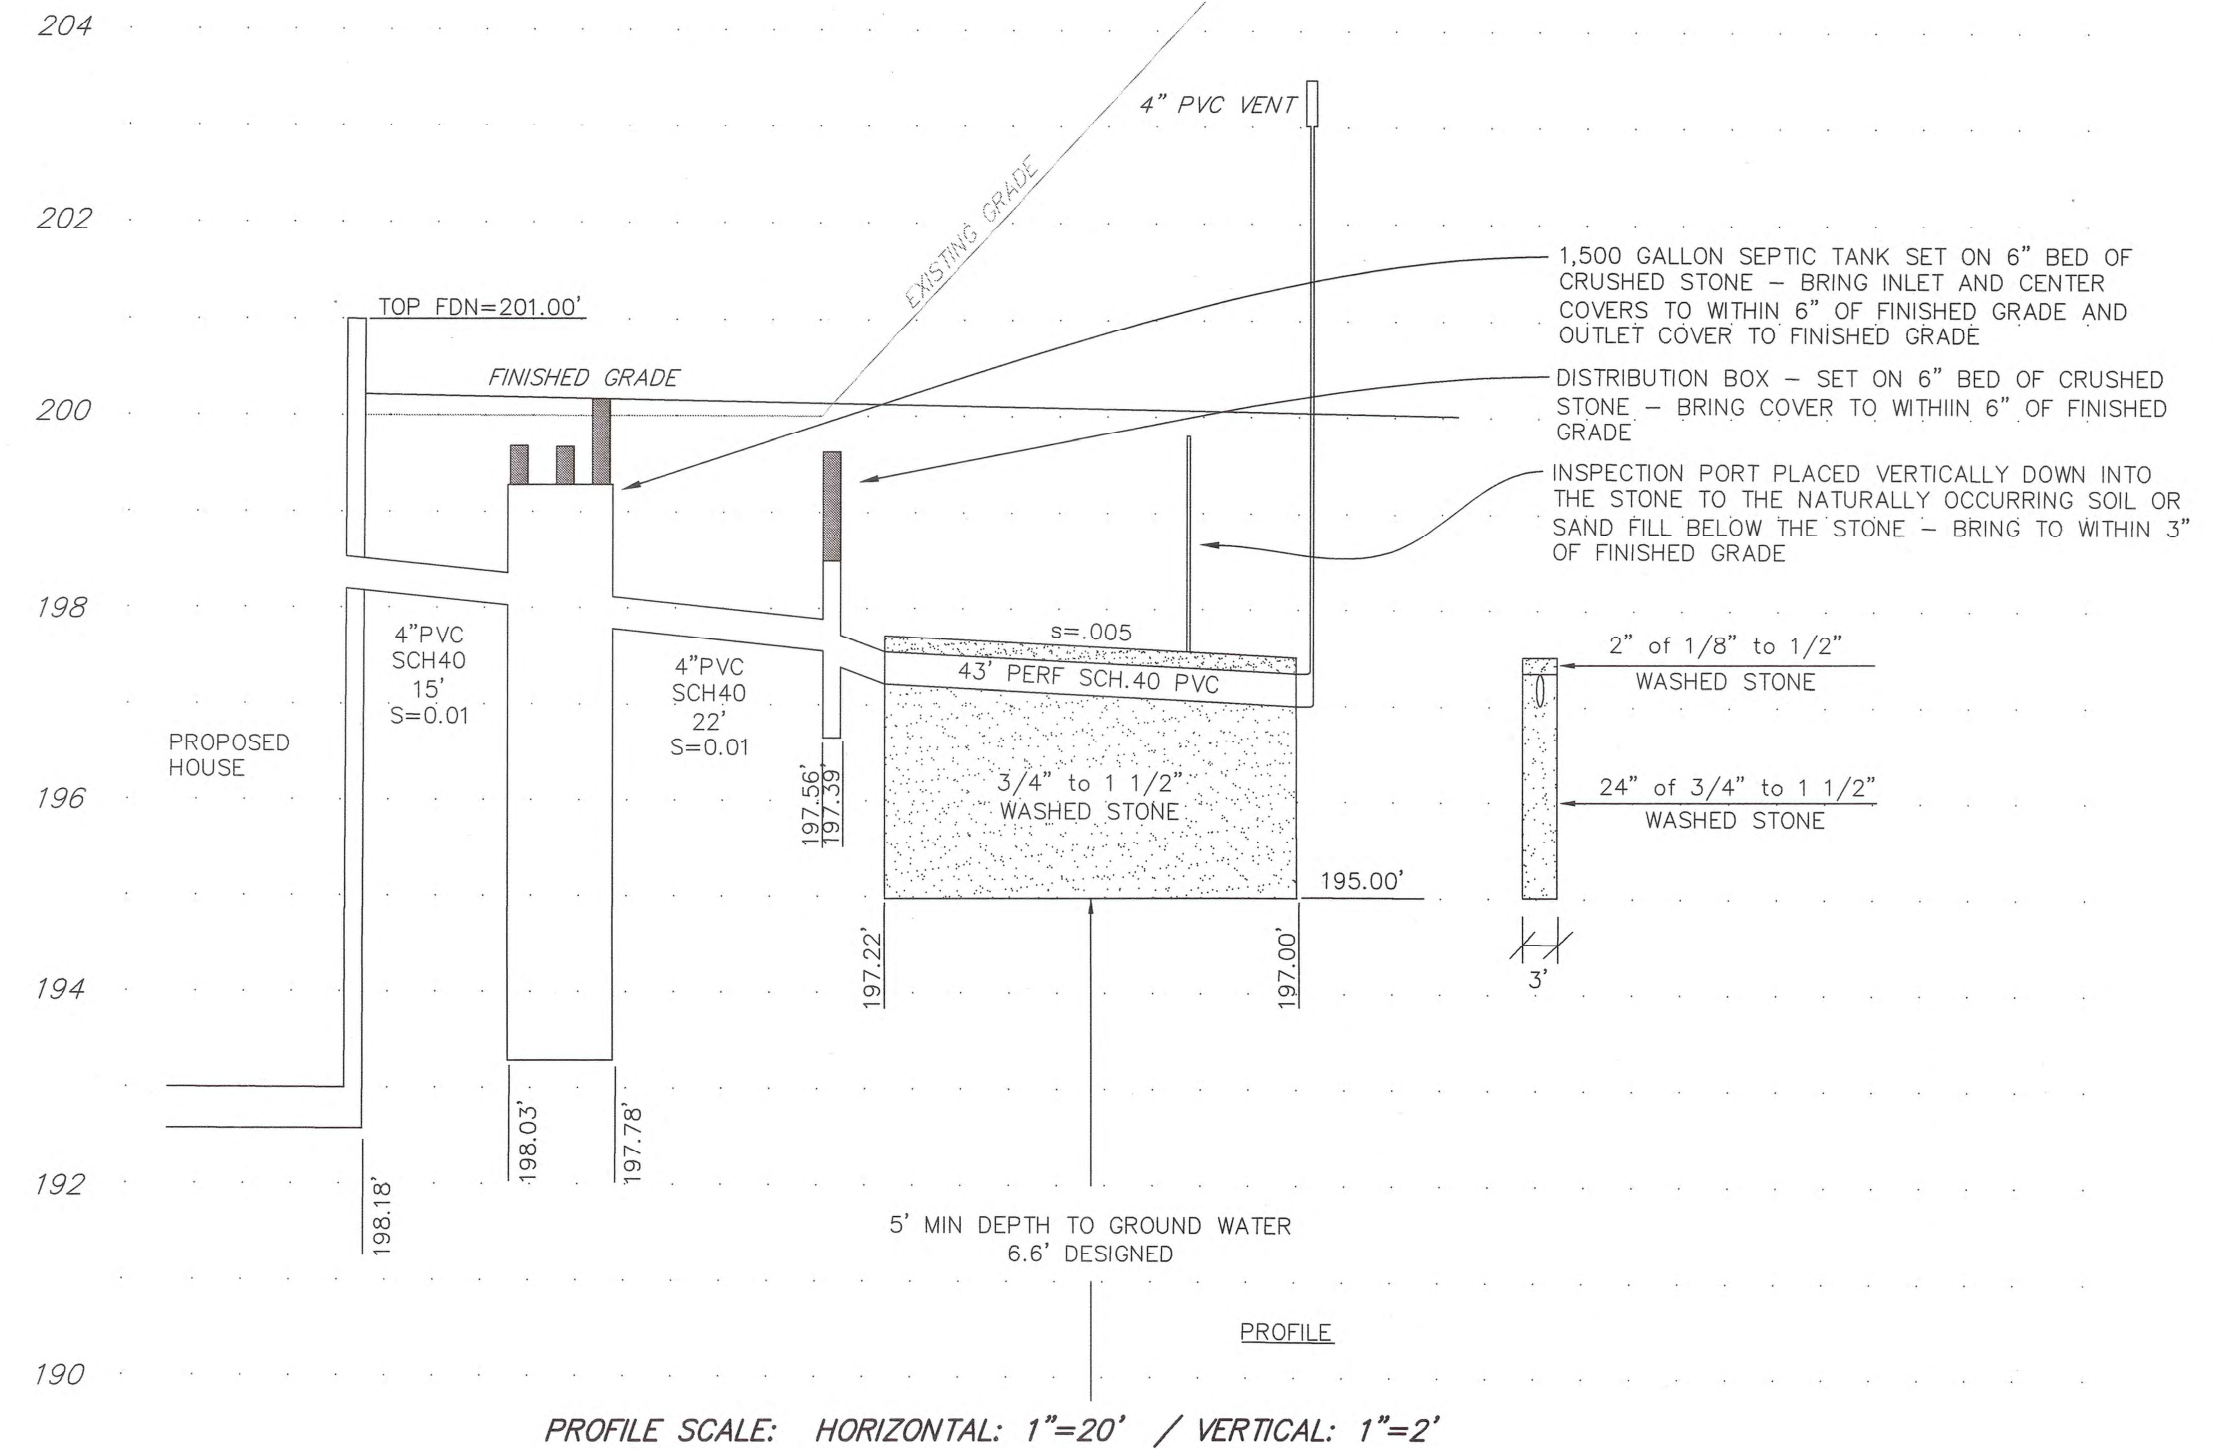 204
4" PVC VENT
EXISTING GRADE
202
1,500 GALLON SEPTIC TANK SET ON 6" BED OF
CRUSHED STONE – BRING INLET AND CENTER
COVERS TO WITHIN 6" OF FINISHED GRADE AND
OUTLET COVER TO FINISHED GRADE
TOP FDN=201.00'
FINISHED GRADE
200
DISTRIBUTION BOX – SET ON 6" BED OF CRUSHED
STONE – BRING COVER TO WITHIIN 6" OF FINISHED
GRADE
INSPECTION PORT PLACED VERTICALLY DOWN INTO
THE STONE TO THE NATURALLY OCCURRING SOIL OR
SAND FILL BELOW THE STONE – BRING TO WITHIN 3"
OF FINISHED GRADE
198
4"PVC
SCH40
15'
S=0.01
4"PVC
SCH40
22'
S=0.01
s=.005
43' PERF SCH.40 PVC
2" of 1/8" to 1/2"
WASHED STONE
PROPOSED
HOUSE
196
197.56'
197.39'
3/4" to 1 1/2"
WASHED STONE
24" of 3/4" to 1 1/2"
WASHED STONE
195.00'
194
197.22'
197.00'
3'
198.03'
197.78'
192
198.18'
5' MIN DEPTH TO GROUND WATER
6.6' DESIGNED
PROFILE
190
PROFILE SCALE: HORIZONTAL: 1"=20' / VERTICAL: 1"=2'